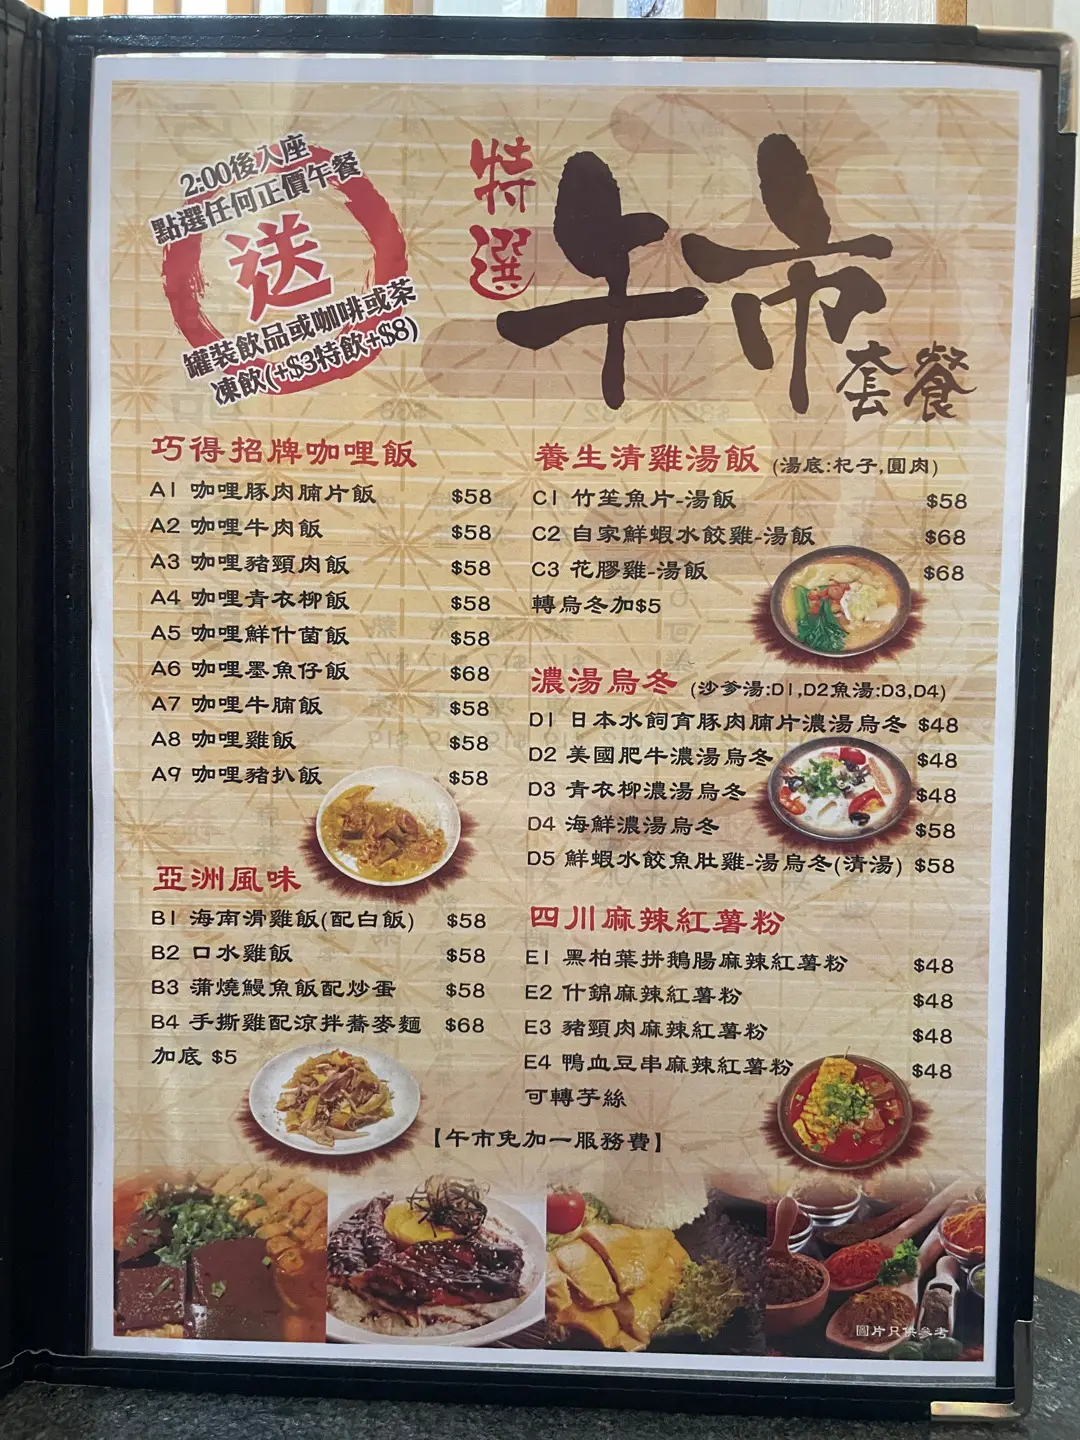 2:00後入座
點選任何正價午餐
送
罐裝飲品或咖啡或茶
凍飲(+$3特飲+$8)
特選
午市
套餐
巧得招牌咖哩飯
A1 咖哩豚肉腩片飯 $58
A2 咖哩牛肉飯 $58
A3 咖哩豬頸肉飯 $58
A4 咖哩青衣柳飯 $58
A5 咖哩鮮什菌飯 $58
A6 咖哩墨魚仔飯 $68
A7 咖哩牛腩飯 $58
A8 咖哩雞飯 $58
A9 咖哩豬扒飯 $58
亞洲風味
B1 海南滑雞飯(配白飯) $58
B2 口水雞飯 $58
B3 蒲燒鰻魚飯配炒蛋 $58
B4 手撕雞配涼拌蕎麥麵 $68
加底 $5
養生清雞湯飯 (湯底:杞子,圓肉)
C1 竹笙魚片-湯飯 $58
C2 自家鮮蝦水餃雞-湯飯 $68
C3 花膠雞-湯飯 $68
轉烏冬加$5
濃湯烏冬 (沙爹湯:D1,D2魚湯:D3,D4)
D1 日本水飼育豚肉腩片濃湯烏冬 $48
D2 美國肥牛濃湯烏冬 $48
D3 青衣柳濃湯烏冬 $48
D4 海鮮濃湯烏冬 $58
D5 鮮蝦水餃魚肚雞-湯烏冬(清湯) $58
四川麻辣紅薯粉
E1 黑柏葉拼鵝腸麻辣紅薯粉 $48
E2 什錦麻辣紅薯粉 $48
E3 豬頸肉麻辣紅薯粉 $48
E4 鴨血豆串麻辣紅薯粉 $48
可轉芋絲
【午市免加一服務費】
圖片只供參考